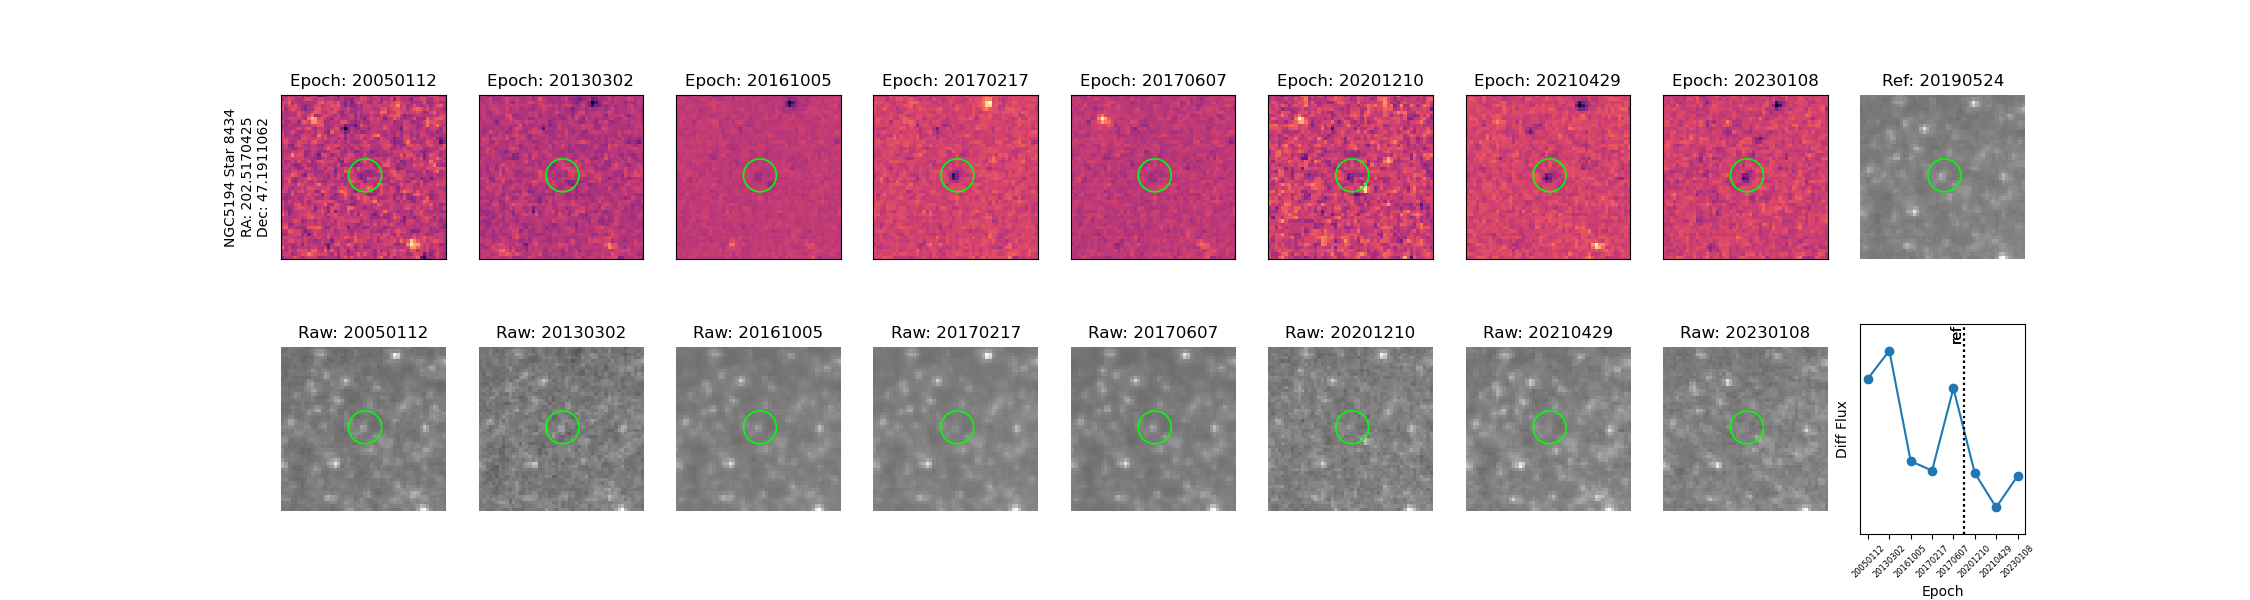 NGC5194 Star 8434
RA: 202.5170425
Dec: 47.1911062
Epoch: 20050112
Epoch: 20130302
Epoch: 20161005
Epoch: 20170217
Epoch: 20170607
Epoch: 20201210
Epoch: 20210429
Epoch: 20230108
Ref: 20190524
Raw: 20050112
Raw: 20130302
Raw: 20161005
Raw: 20170217
Raw: 20170607
Raw: 20201210
Raw: 20210429
Raw: 20230108
Diff Flux
ref
20050112
20130302
20161005
20170217
20170607
20201210
20210429
20230108
Epoch